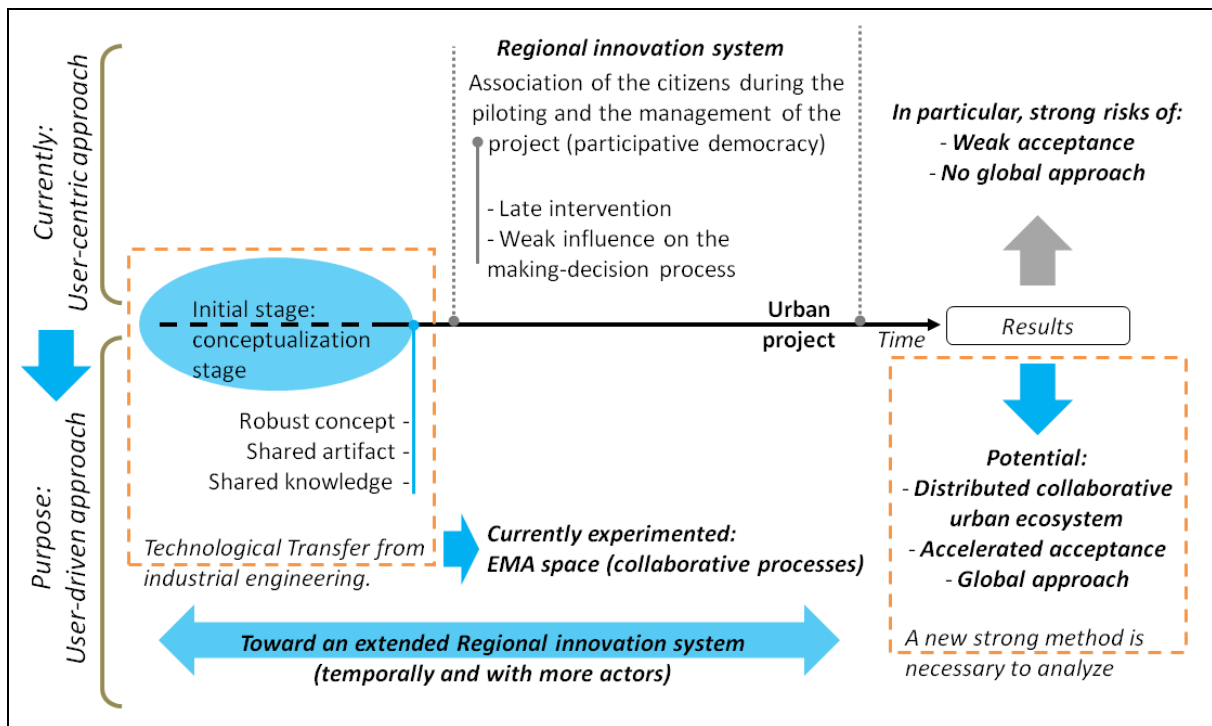 Currently:
User-centric approach
Purpose:
User-driven approach
Regional innovation system
Association of the citizens during the
piloting and the management of the
project (participative democracy)
- Late intervention
- Weak influence on the
making-decision process
In particular, strong risks of:
- Weak acceptance
- No global approach
Initial stage:
conceptualization
stage
Urban
project
Time
Results
Robust concept -
Shared artifact -
Shared knowledge -
Technological Transfer from
industrial engineering.
Currently experimented:
EMA space (collaborative processes)
Potential:
- Distributed collaborative
urban ecosystem
- Accelerated acceptance
- Global approach
A new strong method is
necessary to analyze
Toward an extended Regional innovation system
(temporally and with more actors)